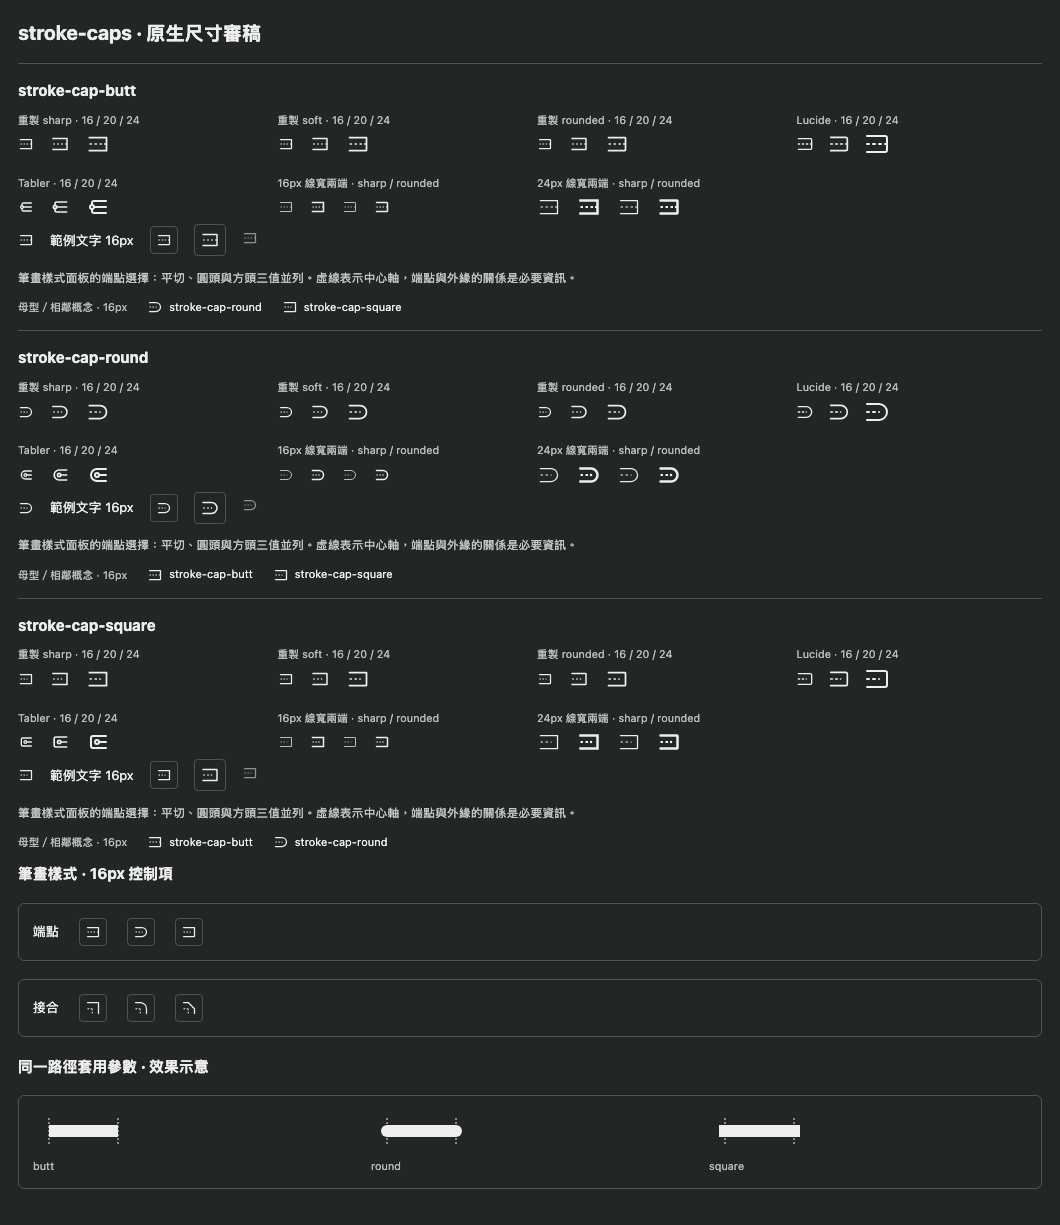 stroke-caps · 原生尺寸審稿
stroke-cap-butt
重製 sharp · 16 / 20 / 24
重製 soft · 16 / 20 / 24
重製 rounded · 16 / 20 / 24
Lucide · 16 / 20 / 24
Tabler · 16 / 20 / 24
16px 線寬兩端 · sharp / rounded
24px 線寬兩端 · sharp / rounded
範例文字 16px
筆畫樣式面板的端點選擇：平切、圓頭與方頭三值並列。虛線表示中心軸，端點與外緣的關係是必要資訊。
母型 / 相鄰概念 · 16px stroke-cap-round stroke-cap-square
stroke-cap-round
重製 sharp · 16 / 20 / 24
重製 soft · 16 / 20 / 24
重製 rounded · 16 / 20 / 24
Lucide · 16 / 20 / 24
Tabler · 16 / 20 / 24
16px 線寬兩端 · sharp / rounded
24px 線寬兩端 · sharp / rounded
範例文字 16px
筆畫樣式面板的端點選擇：平切、圓頭與方頭三值並列。虛線表示中心軸，端點與外緣的關係是必要資訊。
母型 / 相鄰概念 · 16px stroke-cap-butt stroke-cap-square
stroke-cap-square
重製 sharp · 16 / 20 / 24
重製 soft · 16 / 20 / 24
重製 rounded · 16 / 20 / 24
Lucide · 16 / 20 / 24
Tabler · 16 / 20 / 24
16px 線寬兩端 · sharp / rounded
24px 線寬兩端 · sharp / rounded
範例文字 16px
筆畫樣式面板的端點選擇：平切、圓頭與方頭三值並列。虛線表示中心軸，端點與外緣的關係是必要資訊。
母型 / 相鄰概念 · 16px stroke-cap-butt stroke-cap-round
筆畫樣式 · 16px 控制項
端點
接合
同一路徑套用參數 · 效果示意
butt
round
square